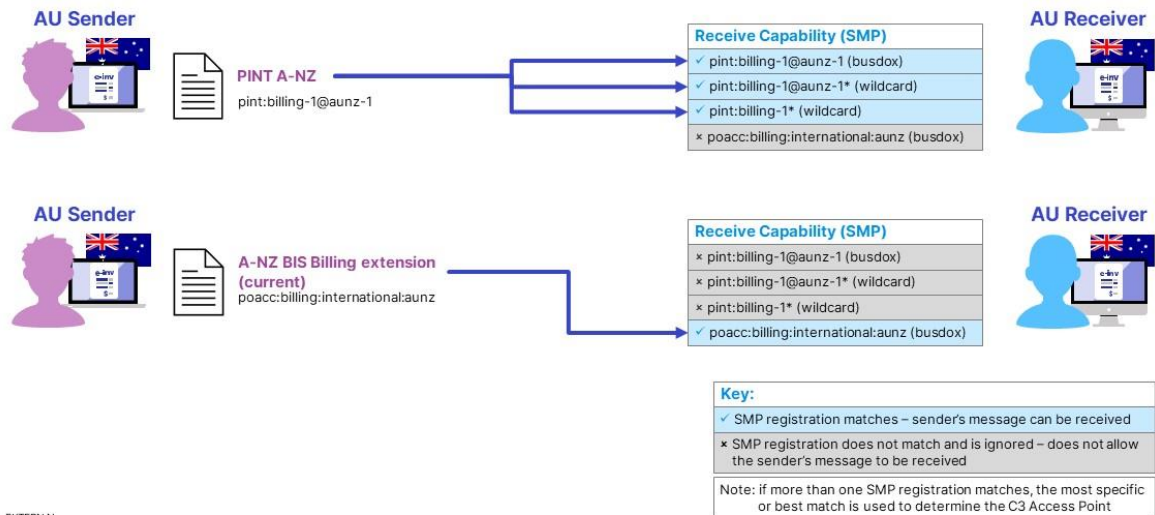 AU Sender
AU Receiver
e-inv
PINT A-NZ
pint:billing-1@aunz-1
Receive Capability (SMP)
✓ pint:billing-1@aunz-1 (busdox)
✓ pint:billing-1@aunz-1* (wildcard)
✓ pint:billing-1* (wildcard)
× poacc:billing:international:aunz (busdox)
e-inv
AU Sender
AU Receiver
e-inv
A-NZ BIS Billing extension
(current)
poacc:billing:international:aunz
Receive Capability (SMP)
× pint:billing-1@aunz-1 (busdox)
× pint:billing-1@aunz-1* (wildcard)
× pint:billing-1* (wildcard)
✓ poacc:billing:international:aunz (busdox)
e-inv
Key:
✓ SMP registration matches – sender's message can be received
× SMP registration does not match and is ignored – does not allow
the sender's message to be received
Note: if more than one SMP registration matches, the most specific
or best match is used to determine the C3 Access Point